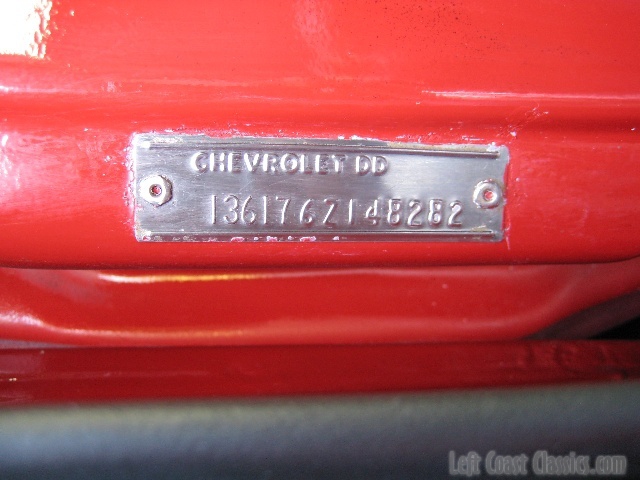 CHEVROLET DD
136176Z148282
Left Coast Classics.com